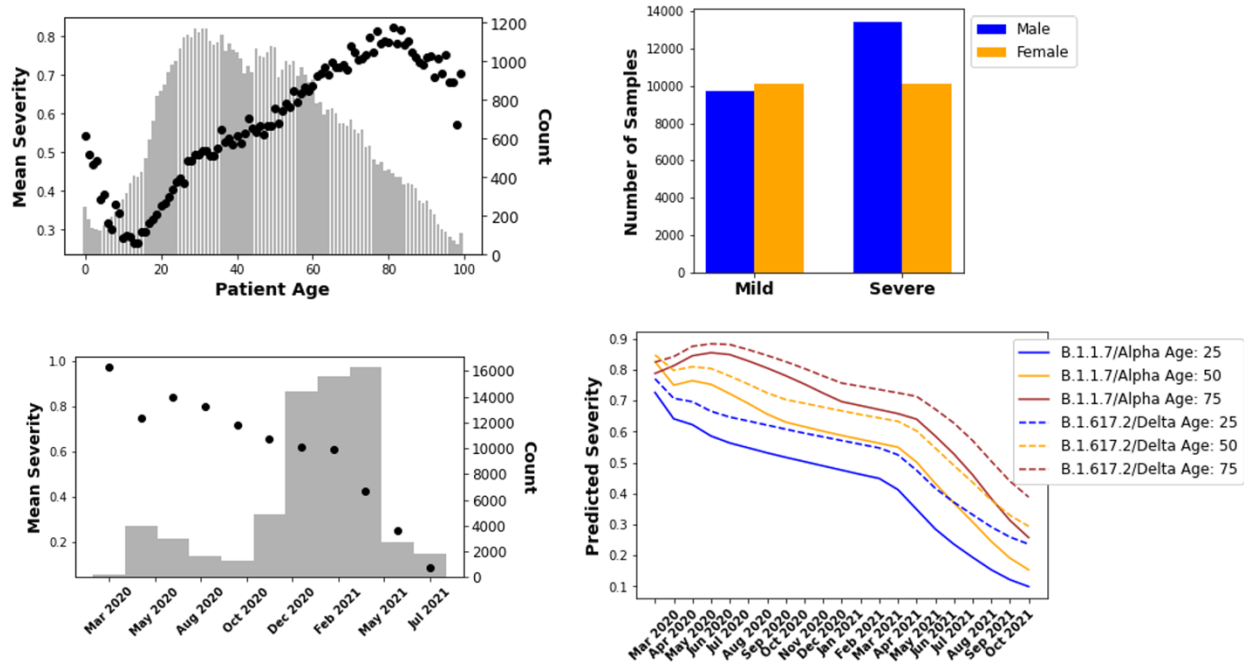 0.8
0.7
0.6
0.5
0.4
0.3
Mean Severity
0 20 40 60 80 100
Patient Age
1200
1000
800
600
400
200
0
Count
14000
12000
10000
8000
6000
4000
2000
0
Number of Samples
Mild Severe
Male
Female
1.0
0.8
0.6
0.4
0.2
Mean Severity
Mar 2020
May 2020
Aug 2020
Oct 2020
Dec 2020
Feb 2021
May 2021
Jul 2021
16000
14000
12000
10000
8000
6000
4000
2000
0
Count
0.9
0.8
0.7
0.6
0.5
0.4
0.3
0.2
0.1
Predicted Severity
Mar 2020
Apr 2020
May 2020
Jun 2020
Jul 2020
Aug 2020
Sep 2020
Oct 2020
Nov 2020
Dec 2020
Jan 2021
Feb 2021
Mar 2021
Apr 2021
May 2021
Jun 2021
Jul 2021
Aug 2021
Sep 2021
Oct 2021
B.1.1.7/Alpha Age: 25
B.1.1.7/Alpha Age: 50
B.1.1.7/Alpha Age: 75
B.1.617.2/Delta Age: 25
B.1.617.2/Delta Age: 50
B.1.617.2/Delta Age: 75